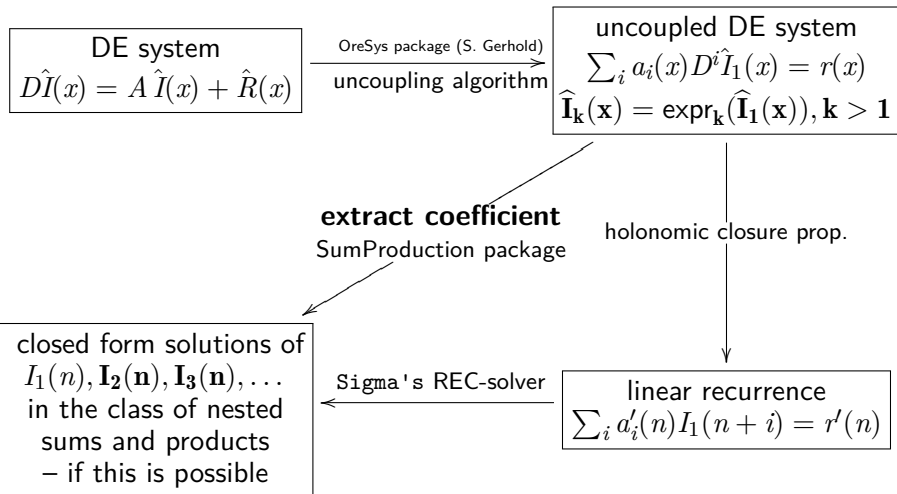 DE system
DÎ(x) = A Î(x) + R̂(x)
OreSys package (S. Gerhold)
uncoupling algorithm
uncoupled DE system
∑_i a_i(x)D^i Î_1(x) = r(x)
Î_k(x) = expr_k(Î_1(x)), k > 1
extract coefficient
SumProduction package
holonomic closure prop.
closed form solutions of
I_1(n), I_2(n), I_3(n), …
in the class of nested
sums and products
– if this is possible
Sigma's REC-solver
linear recurrence
∑_i a'_i(n)I_1(n + i) = r'(n)